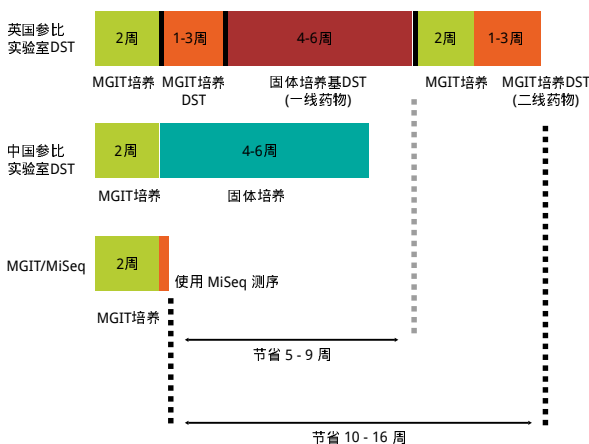 英国参比
实验室DST
2周
1-3周
4-6周
2周
1-3周
MGIT培养
MGIT培养
DST
固体培养基DST
(一线药物)
MGIT培养
MGIT培养DST
(二线药物)
中国参比
实验室DST
2周
4-6周
MGIT培养
固体培养
MGIT/MiSeq
2周
使用 MiSeq 测序
MGIT培养
节省 5 - 9 周
节省 10 - 16 周